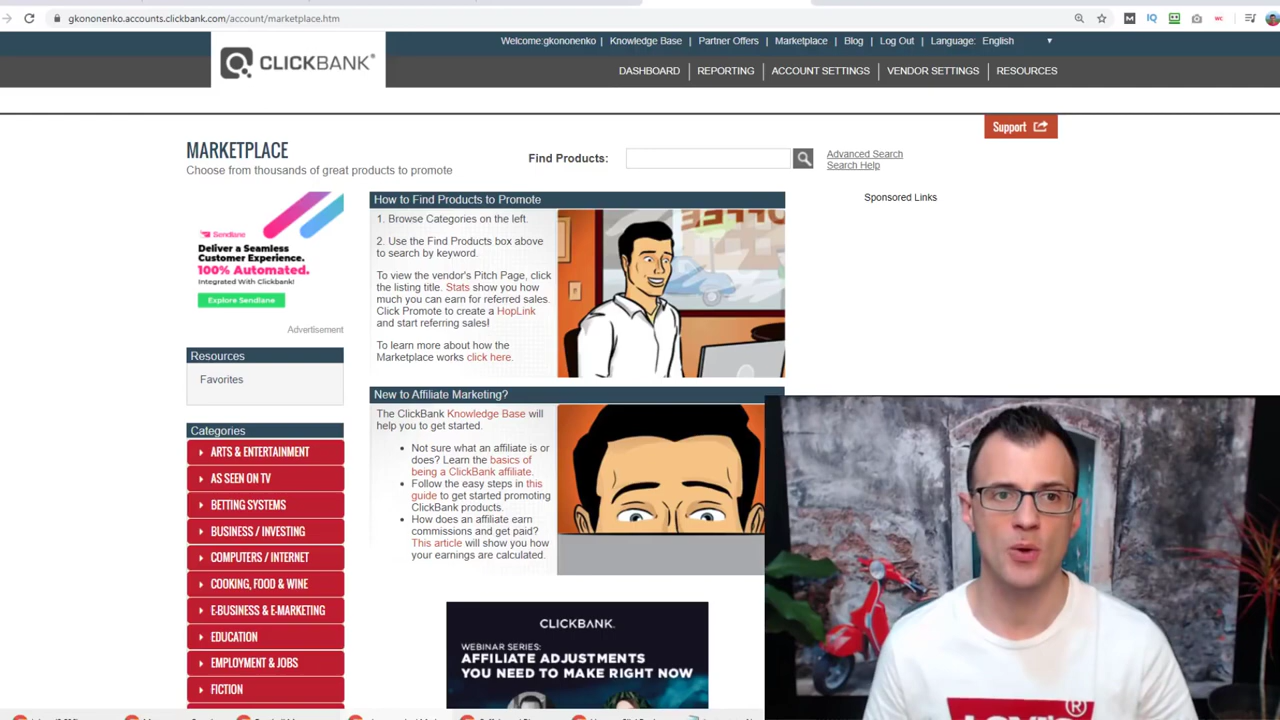 gkononenko.accounts.clickbank.com/account/marketplace.htm
Welcome:gkononenko | Knowledge Base | Partner Offers | Marketplace | Blog | Log Out | Language: English
CLICKBANK
DASHBOARD | REPORTING | ACCOUNT SETTINGS | VENDOR SETTINGS | RESOURCES
Support
MARKETPLACE
Choose from thousands of great products to promote
Find Products:
Advanced Search
Search Help
Sendlane
Deliver a Seamless
Customer Experience.
100% Automated.
Integrated With Clickbank!
Explore Sendlane
Advertisement
Resources
Favorites
Categories
ARTS & ENTERTAINMENT
AS SEEN ON TV
BETTING SYSTEMS
BUSINESS / INVESTING
COMPUTERS / INTERNET
COOKING, FOOD & WINE
E-BUSINESS & E-MARKETING
EDUCATION
EMPLOYMENT & JOBS
FICTION
How to Find Products to Promote
1. Browse Categories on the left.
2. Use the Find Products box above
to search by keyword.
To view the vendor's Pitch Page, click
the listing title. Stats show you how
much you can earn for referred sales.
Click Promote to create a HopLink
and start referring sales!
To learn more about how the
Marketplace works click here.
COFFEE
New to Affiliate Marketing?
The ClickBank Knowledge Base will
help you to get started.
Not sure what an affiliate is or
does? Learn the basics of
being a ClickBank affiliate.
Follow the easy steps in this
guide to get started promoting
ClickBank products.
How does an affiliate earn
commissions and get paid?
This article will show you how
your earnings are calculated.
CLICKBANK.
WEBINAR SERIES:
AFFILIATE ADJUSTMENTS
YOU NEED TO MAKE RIGHT NOW
Sponsored Links
Levi's